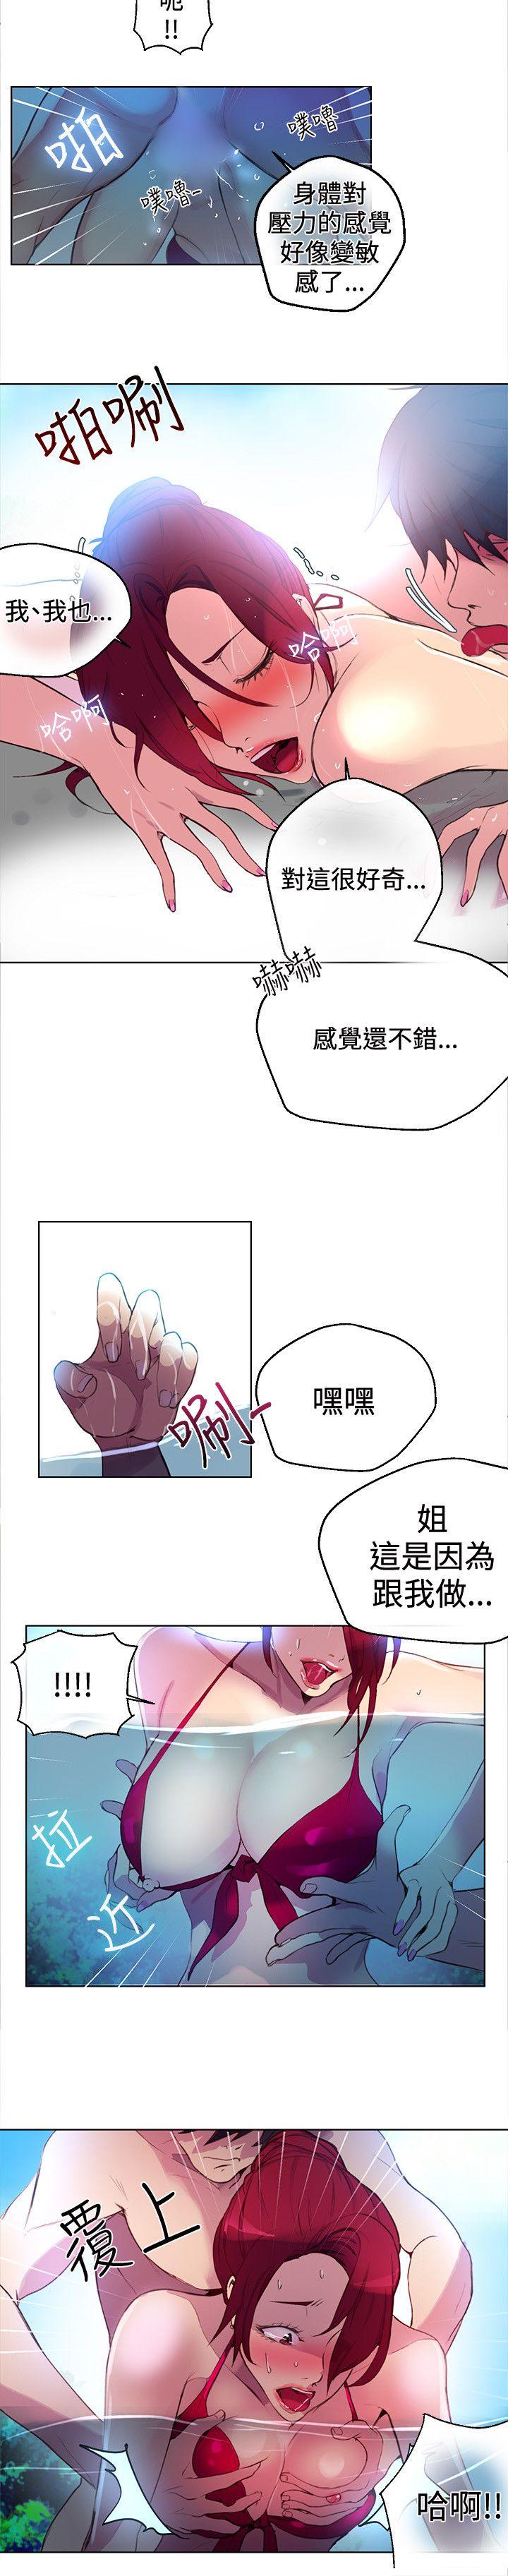 呃
!!
啪
噗嚕
噗嚕~
身體對
壓力的感覺
好像變敏
感了...
啪唰
我、我也...
哈啊
哈啊
對這很好奇...
嚇嚇
感覺還不錯...
唰~
嘿嘿
姐
這是因為
跟我做...
!!!!
拉
近
覆上
哈啊!!